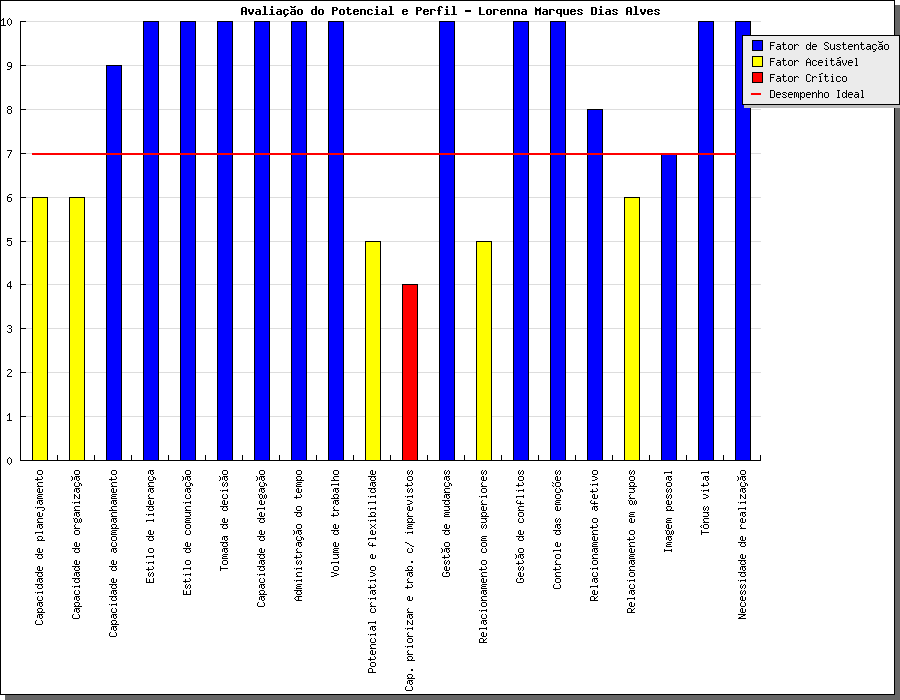 Avaliação do Potencial e Perfil - Lorenna Marques Dias Alves
Fator de Sustentação
Fator Aceitável
Fator Crítico
Desempenho Ideal
10
9
8
7
6
5
4
3
2
1
0
Capacidade de planejamento
Capacidade de organização
Capacidade de acompanhamento
Estilo de liderança
Estilo de comunicação
Tomada de decisão
Capacidade de delegação
Administração do tempo
Volume de trabalho
Potencial criativo e flexibilidade
Cap. priorizar e trab. c/ imprevistos
Gestão de mudanças
Relacionamento com superiores
Gestão de conflitos
Controle das emoções
Relacionamento afetivo
Relacionamento em grupos
Imagem pessoal
Tônus vital
Necessidade de realização